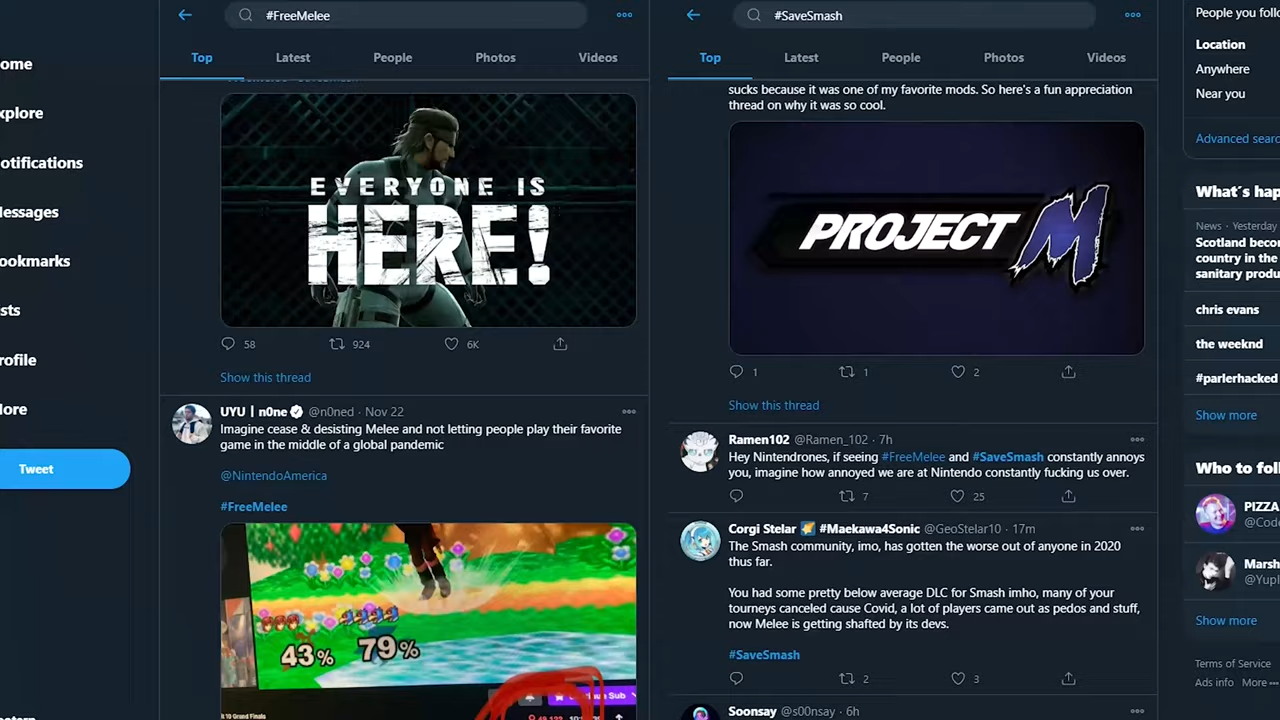 ome
xplore
otifications
lessages
ookmarks
sts
rofile
lore
Tweet
#FreeMelee
Top
Latest
People
Photos
Videos
EVERYONE IS
HERE!
58
924
6K
Show this thread
UYU | n0ne @n0ned · Nov 22
Imagine cease & desisting Melee and not letting people play their favorite
game in the middle of a global pandemic
@NintendoAmerica
#FreeMelee
43%
79%
Sub
10 Grand Finals
#SaveSmash
Top
Latest
People
Photos
Videos
sucks because it was one of my favorite mods. So here's a fun appreciation
thread on why it was so cool.
PROJECT M
1
1
2
Show this thread
Ramen102 @Ramen_102 · 7h
Hey Nintendrones, if seeing #FreeMelee and #SaveSmash constantly annoys
you, imagine how annoyed we are at Nintendo constantly fucking us over.
7
25
Corgi Stelar #Maekawa4Sonic @GeoStelar10 · 17m
The Smash community, imo, has gotten the worse out of anyone in 2020
thus far.
You had some pretty below average DLC for Smash imho, many of your
tourneys canceled cause Covid, a lot of players came out as pedos and stuff,
now Melee is getting shafted by its devs.
#SaveSmash
2
3
Soonsay @s00nsay · 6h
People you foll
Location
Anywhere
Near you
Advanced searc
What's hap
News · Yesterday
Scotland becon
country in the
sanitary produ
chris evans
the weeknd
#parlerhacked
Show more
Who to foll
PIZZA
@Code
Marsh
@Yupl
Show more
Terms of Service
Ads info More